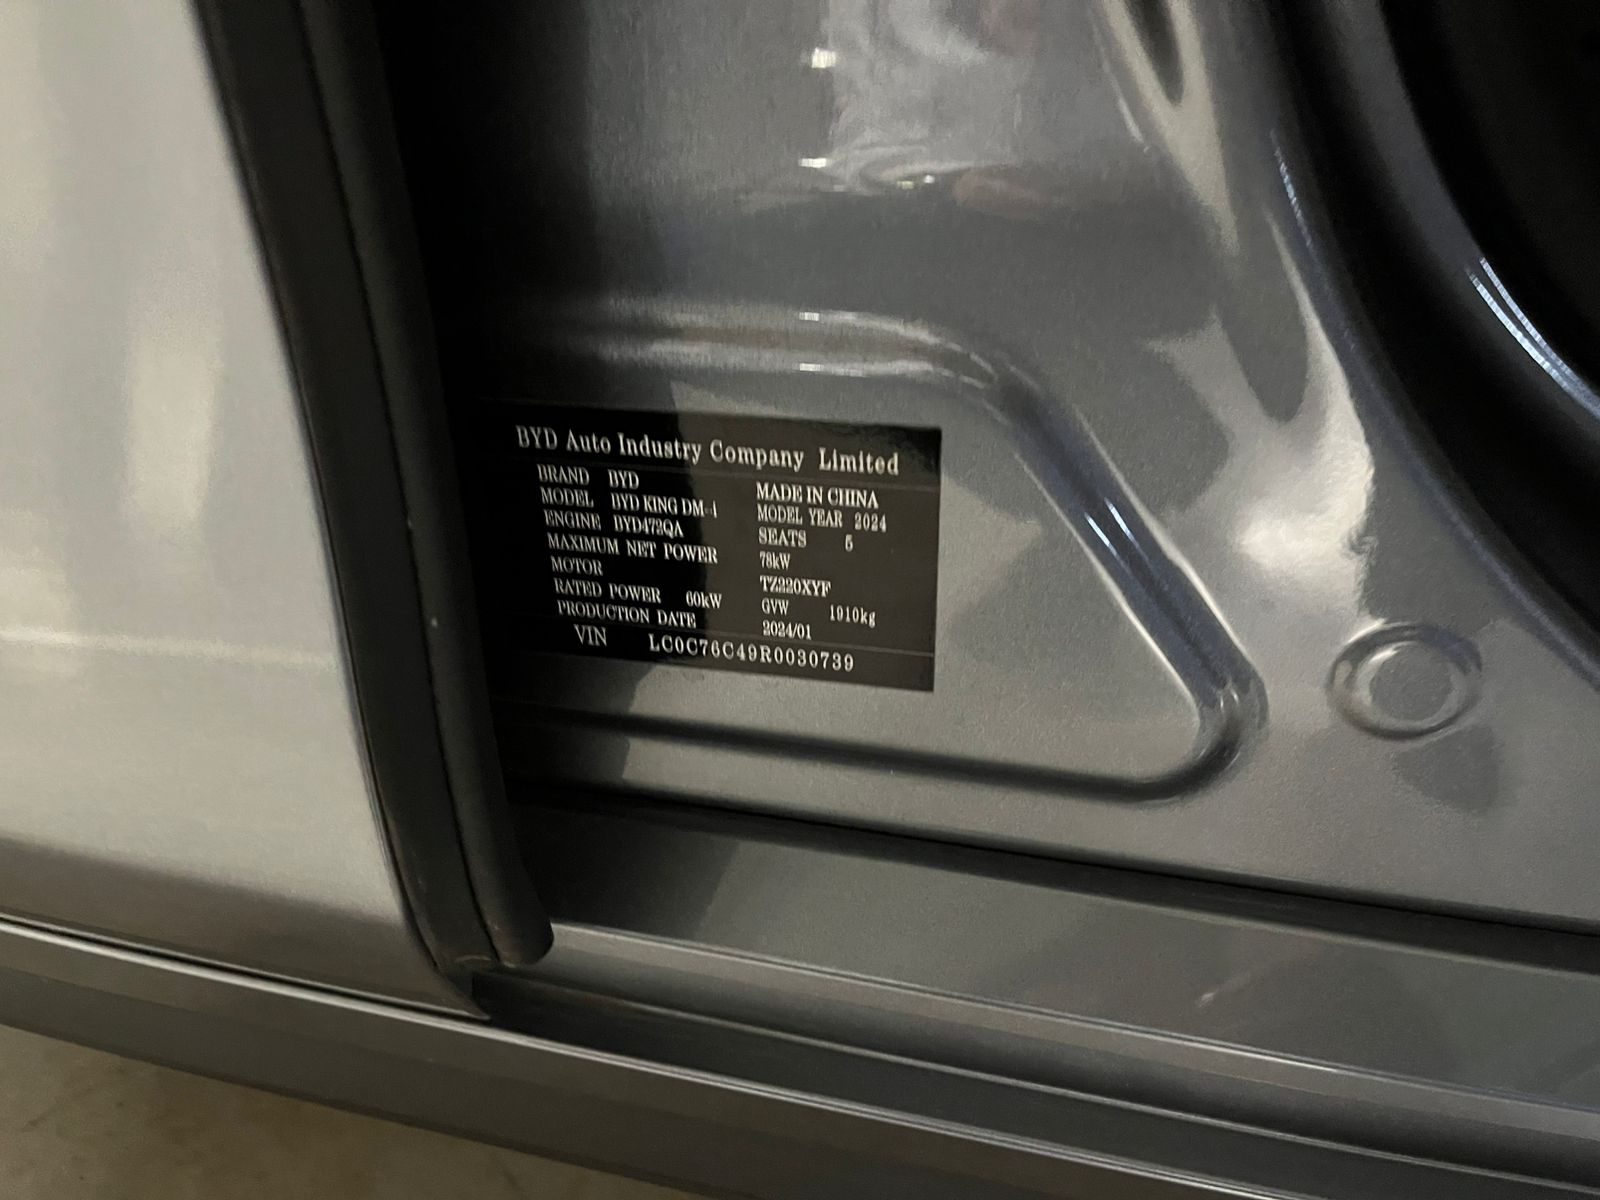 BYD Auto Industry Company Limited
BRAND BYD MADE IN CHINA
MODEL BYD KING DM-i MODEL YEAR 2024
ENGINE BYD472QA SEATS 5
MAXIMUM NET POWER 78kW
MOTOR TZ220XYF
RATED POWER 60kW GVW 1910kg
PRODUCTION DATE 2024/01
VIN LC0C76C49R0030739